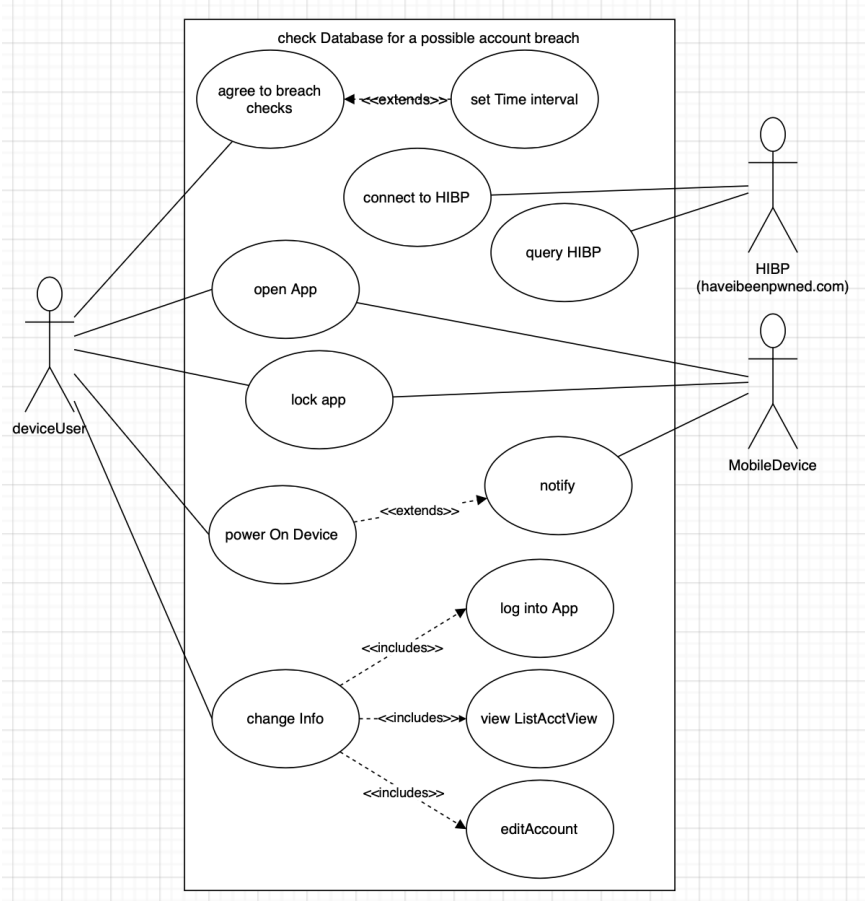 check Database for a possible account breach
agree to breach
checks
<<extends>>
set Time interval
connect to HIBP
query HIBP
HIBP
(haveibeenpwned.com)
open App
lock app
deviceUser
MobileDevice
notify
<<extends>>
power On Device
log into App
<<includes>>
change Info
<<includes>>
view ListAcctView
<<includes>>
editAccount